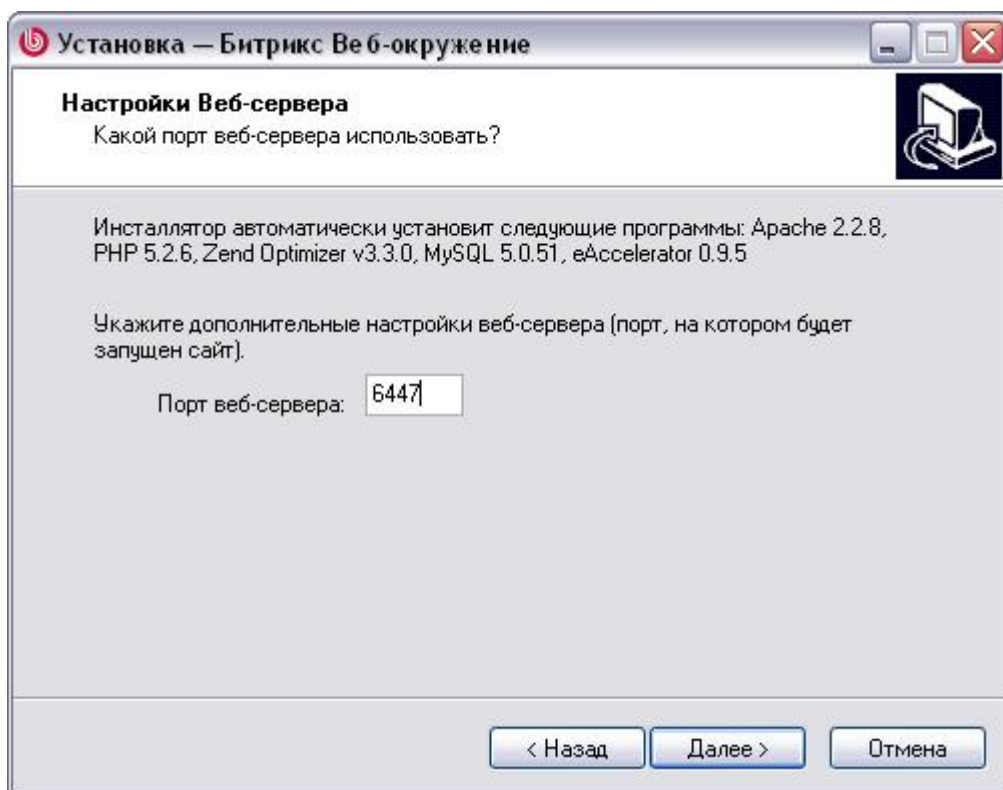 Установка — Битрикс Веб-окружение
Настройки Веб-сервера
Какой порт веб-сервера использовать?
Инсталлятор автоматически установит следующие программы: Apache 2.2.8,
PHP 5.2.6, Zend Optimizer v3.3.0, MySQL 5.0.51, eAccelerator 0.9.5
Укажите дополнительные настройки веб-сервера (порт, на котором будет
запущен сайт).
Порт веб-сервера: 6447
< Назад Далее > Отмена